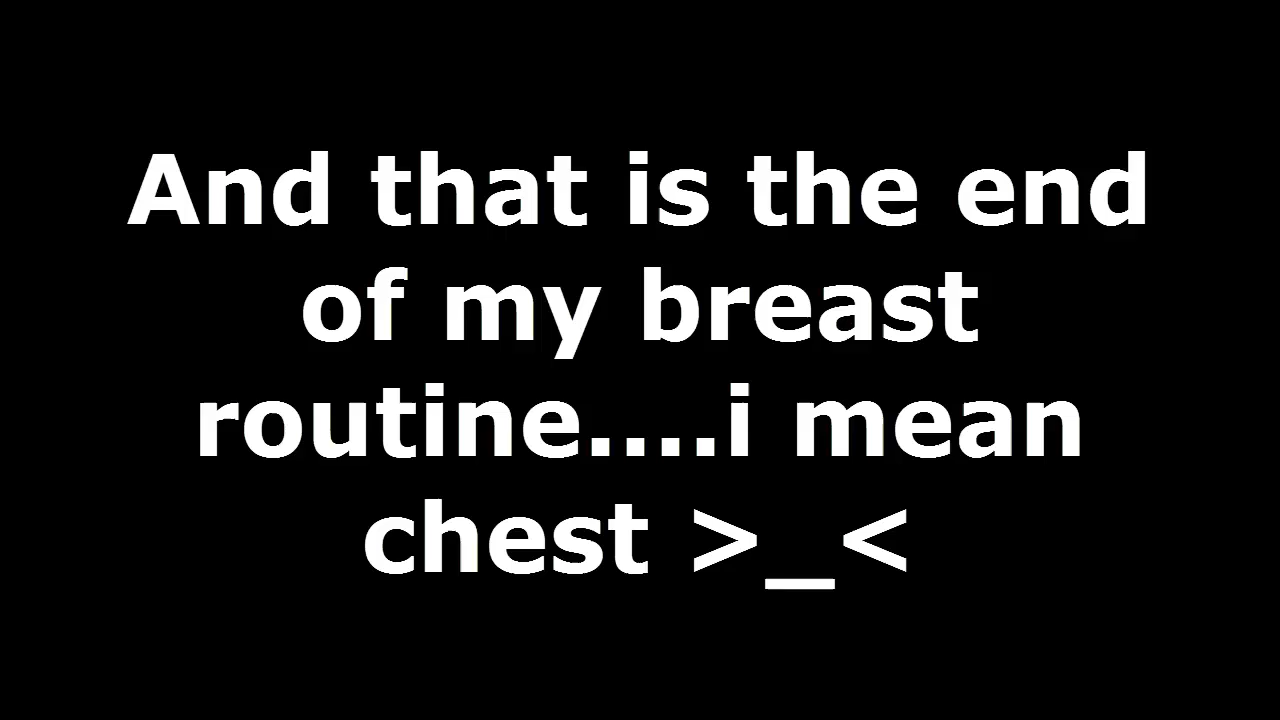 And that is the end
of my breast
routine....i mean
chest >_<